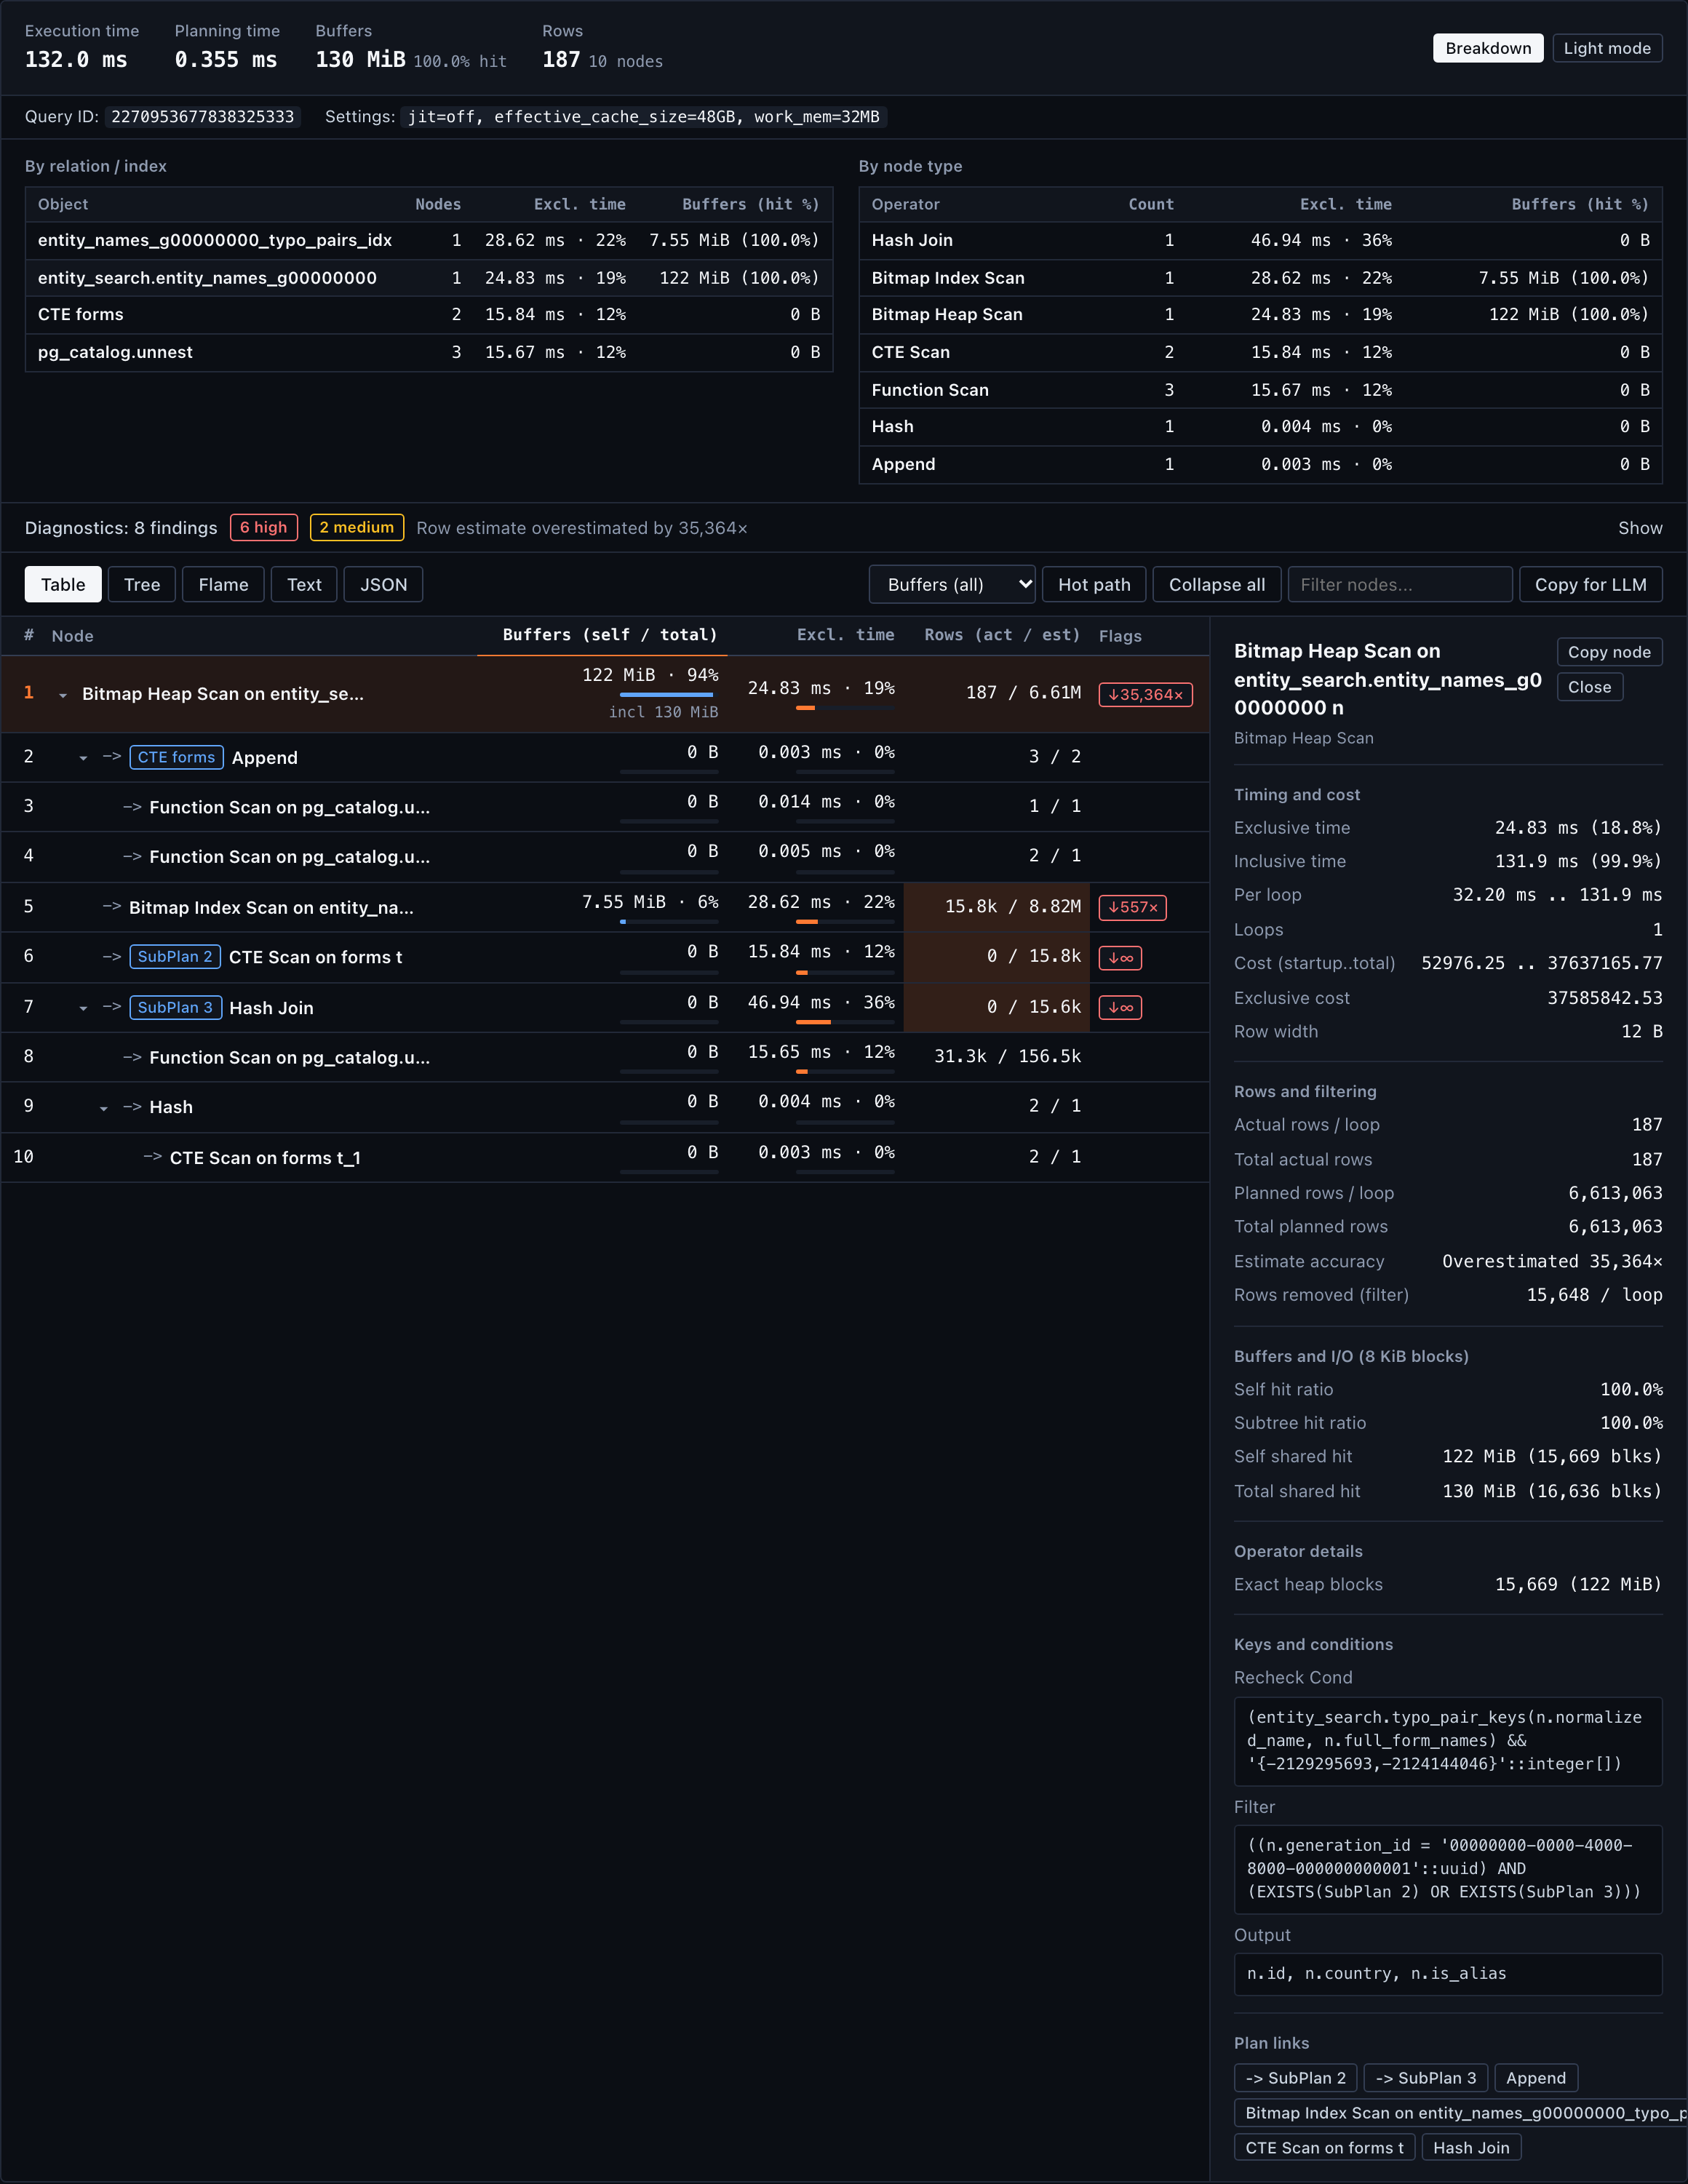 Execution time Planning time Buffers Rows
132.0 ms 0.355 ms 130 MiB 100.0% hit 187 10 nodes
Breakdown Light mode
Query ID: 2270953677838325333 Settings: jit=off, effective_cache_size=48GB, work_mem=32MB
By relation / index
Object Nodes Excl. time Buffers (hit %)
entity_names_g00000000_typo_pairs_idx 1 28.62 ms · 22% 7.55 MiB (100.0%)
entity_search.entity_names_g00000000 1 24.83 ms · 19% 122 MiB (100.0%)
CTE forms 2 15.84 ms · 12% 0 B
pg_catalog.unnest 3 15.67 ms · 12% 0 B
By node type
Operator Count Excl. time Buffers (hit %)
Hash Join 1 46.94 ms · 36% 0 B
Bitmap Index Scan 1 28.62 ms · 22% 7.55 MiB (100.0%)
Bitmap Heap Scan 1 24.83 ms · 19% 122 MiB (100.0%)
CTE Scan 2 15.84 ms · 12% 0 B
Function Scan 3 15.67 ms · 12% 0 B
Hash 1 0.004 ms · 0% 0 B
Append 1 0.003 ms · 0% 0 B
Diagnostics: 8 findings 6 high 2 medium Row estimate overestimated by 35,364× Show
Table Tree Flame Text JSON Buffers (all) Hot path Collapse all Filter nodes... Copy for LLM
# Node Buffers (self / total) Excl. time Rows (act / est) Flags
1 Bitmap Heap Scan on entity_se... 122 MiB · 94% 24.83 ms · 19% 187 / 6.61M ↓35,364×
incl 130 MiB
2 -> CTE forms Append 0 B 0.003 ms · 0% 3 / 2
3 -> Function Scan on pg_catalog.u... 0 B 0.014 ms · 0% 1 / 1
4 -> Function Scan on pg_catalog.u... 0 B 0.005 ms · 0% 2 / 1
5 -> Bitmap Index Scan on entity_na... 7.55 MiB · 6% 28.62 ms · 22% 15.8k / 8.82M ↓557×
6 -> SubPlan 2 CTE Scan on forms t 0 B 15.84 ms · 12% 0 / 15.8k ↓∞
7 -> SubPlan 3 Hash Join 0 B 46.94 ms · 36% 0 / 15.6k ↓∞
8 -> Function Scan on pg_catalog.u... 0 B 15.65 ms · 12% 31.3k / 156.5k
9 -> Hash 0 B 0.004 ms · 0% 2 / 1
10 -> CTE Scan on forms t_1 0 B 0.003 ms · 0% 2 / 1
Bitmap Heap Scan on
entity_search.entity_names_g0
0000000 n
Copy node
Close
Bitmap Heap Scan
Timing and cost
Exclusive time 24.83 ms (18.8%)
Inclusive time 131.9 ms (99.9%)
Per loop 32.20 ms .. 131.9 ms
Loops 1
Cost (startup..total) 52976.25 .. 37637165.77
Exclusive cost 37585842.53
Row width 12 B
Rows and filtering
Actual rows / loop 187
Total actual rows 187
Planned rows / loop 6,613,063
Total planned rows 6,613,063
Estimate accuracy Overestimated 35,364×
Rows removed (filter) 15,648 / loop
Buffers and I/O (8 KiB blocks)
Self hit ratio 100.0%
Subtree hit ratio 100.0%
Self shared hit 122 MiB (15,669 blks)
Total shared hit 130 MiB (16,636 blks)
Operator details
Exact heap blocks 15,669 (122 MiB)
Keys and conditions
Recheck Cond
(entity_search.typo_pair_keys(n.normalize
d_name, n.full_form_names) &&
'{-2129295693,-2124144046}'::integer[])
Filter
((n.generation_id = '00000000-0000-4000-
8000-000000000001'::uuid) AND
(EXISTS(SubPlan 2) OR EXISTS(SubPlan 3)))
Output
n.id, n.country, n.is_alias
Plan links
-> SubPlan 2 -> SubPlan 3 Append
Bitmap Index Scan on entity_names_g00000000_typo_p
CTE Scan on forms t Hash Join